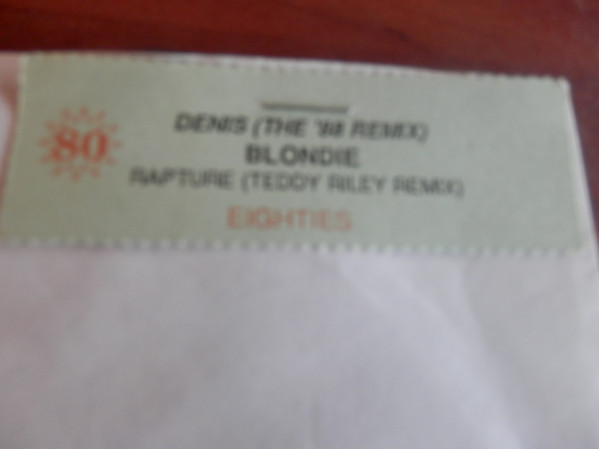 DENIS (THE '88 REMIX)
80
BLONDIE
RAPTURE (TEDDY RILEY REMIX)
EIGHTIES